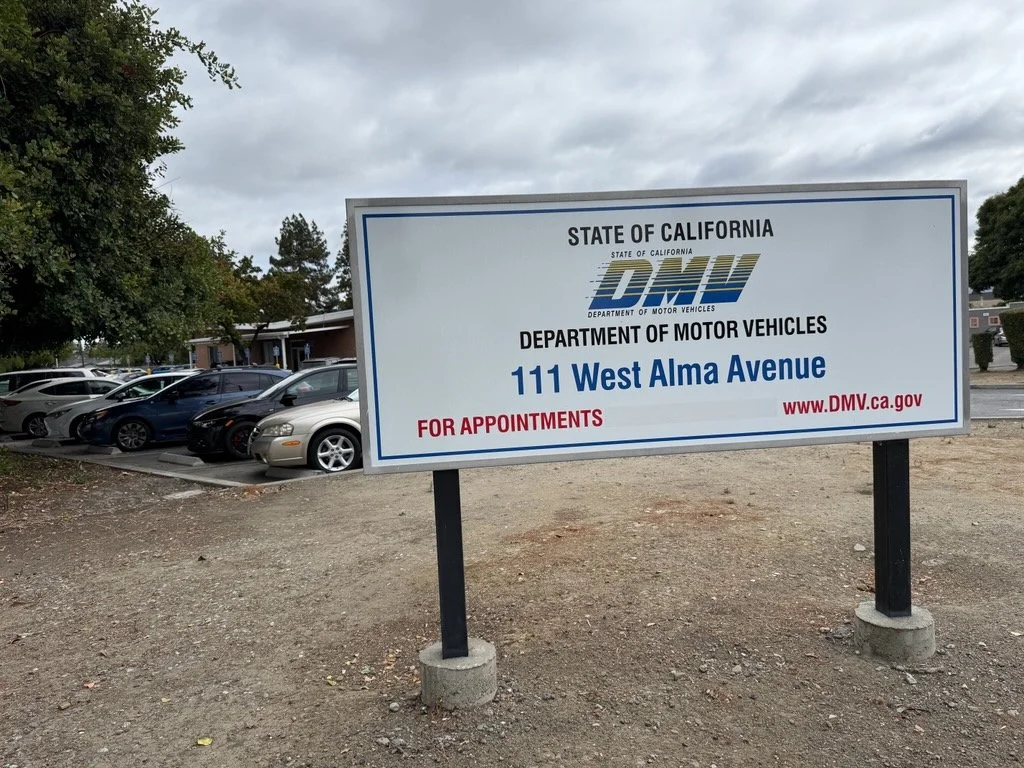 STATE OF CALIFORNIA
STATE OF CALIFORNIA
DMV
DEPARTMENT OF MOTOR VEHICLES
DEPARTMENT OF MOTOR VEHICLES
111 West Alma Avenue
FOR APPOINTMENTS www.DMV.ca.gov